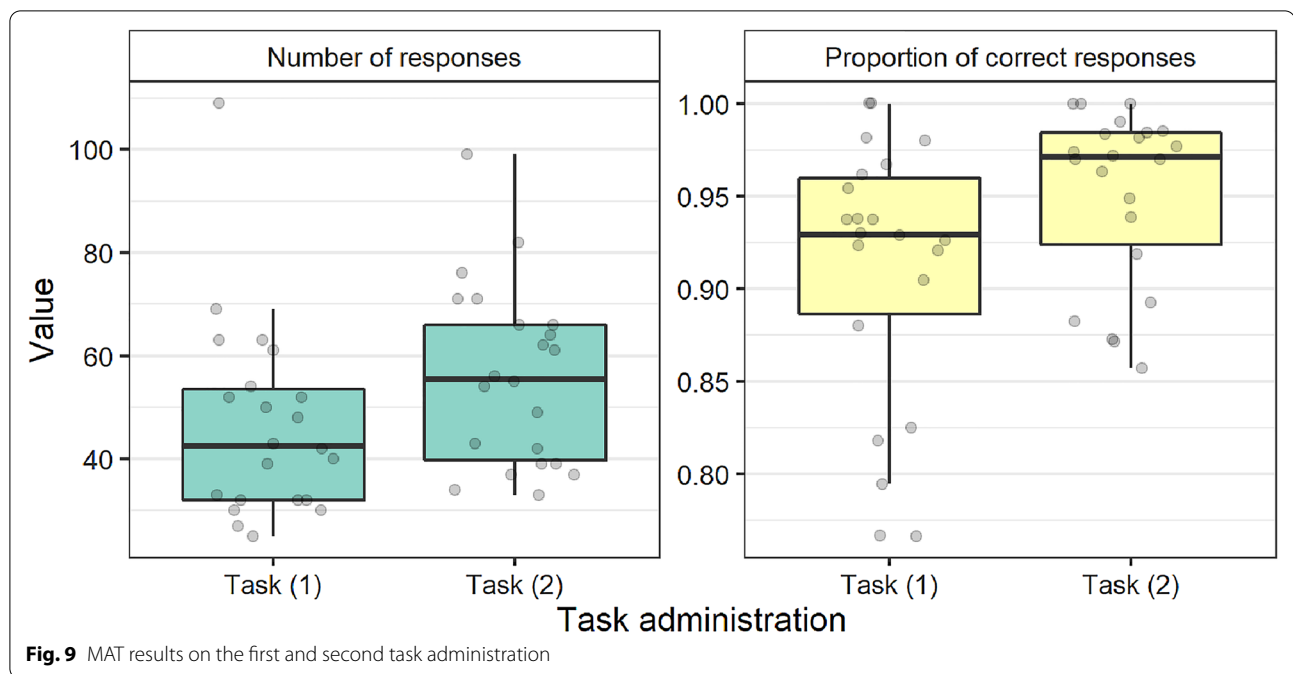 Number of responses
Proportion of correct responses
Value
100
80
60
40
1.00
0.95
0.90
0.85
0.80
Task (1)
Task (2)
Task (1)
Task (2)
Task administration
Fig. 9 MAT results on the first and second task administration